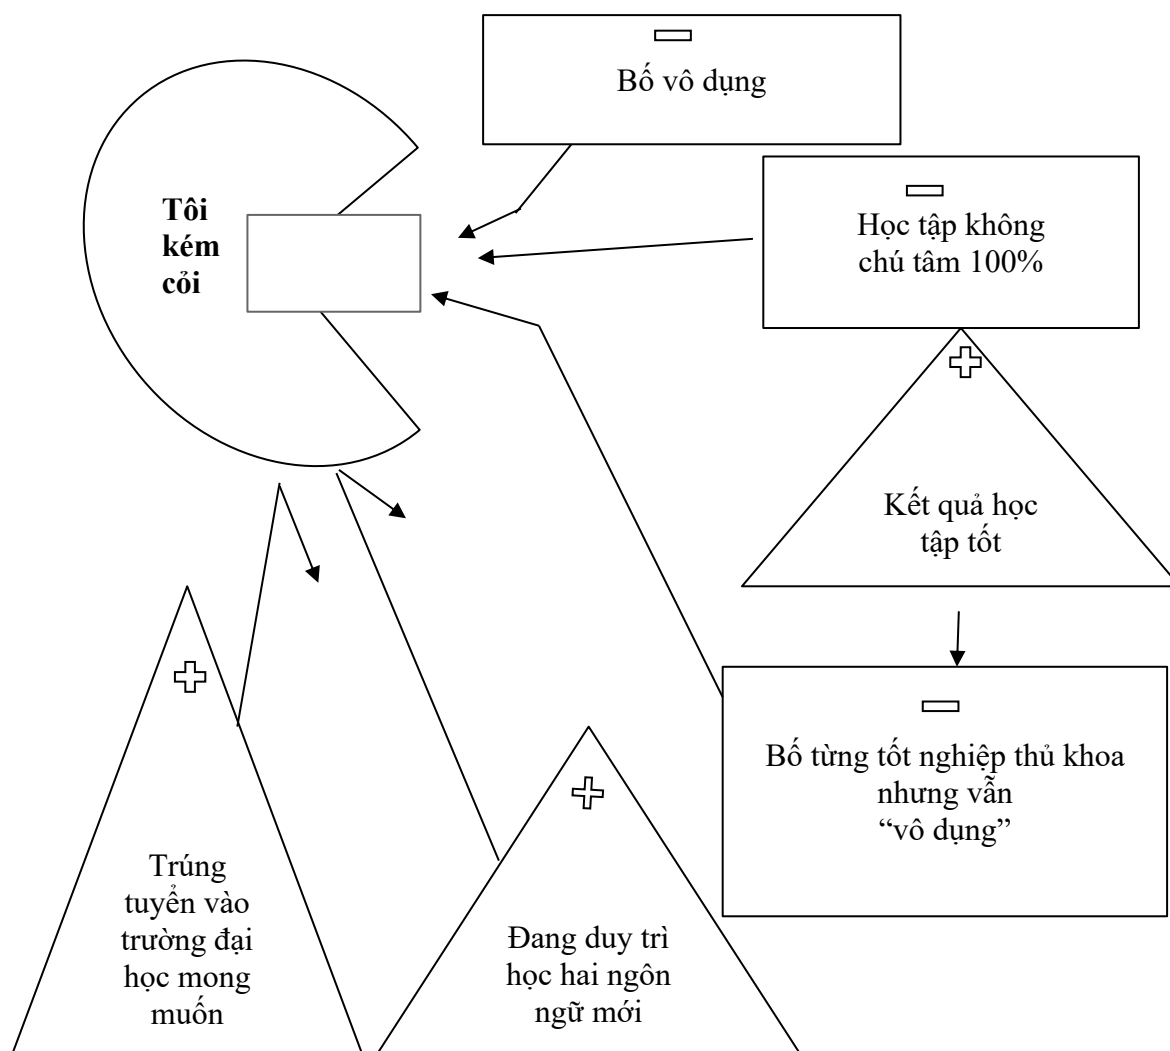 Bố vô dụng
Tôi
kém
cỏi
Học tập không
chú tâm 100%
Kết quả học
tập tốt
Bố từng tốt nghiệp thủ khoa
nhưng vẫn
“vô dụng”
Trúng
tuyển vào
trường đại
học mong
muốn
Đang duy trì
học hai ngôn
ngữ mới